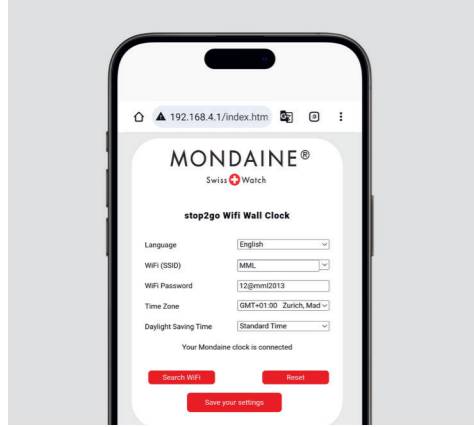 192.168.4.1/index.htm
MONDAINE®
Swiss Watch
stop2go Wifi Wall Clock
Language English
WiFi (SSID) MML
WiFi Password 12@mml2013
Time Zone GMT+01:00 Zurich, Mad
Daylight Saving Time Standard Time
Your Mondaine clock is connected
Search WiFi Reset
Save your settings